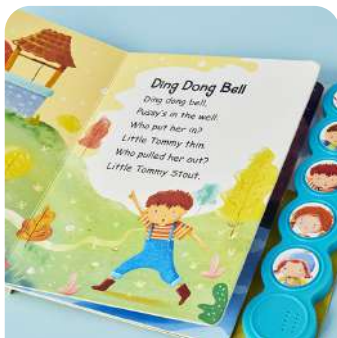 Ding Dong Bell
Ding dong bell,
Pussy's in the well.
Who put her in?
Little Tommy thin.
Who pulled her out?
Little Tommy Stout.